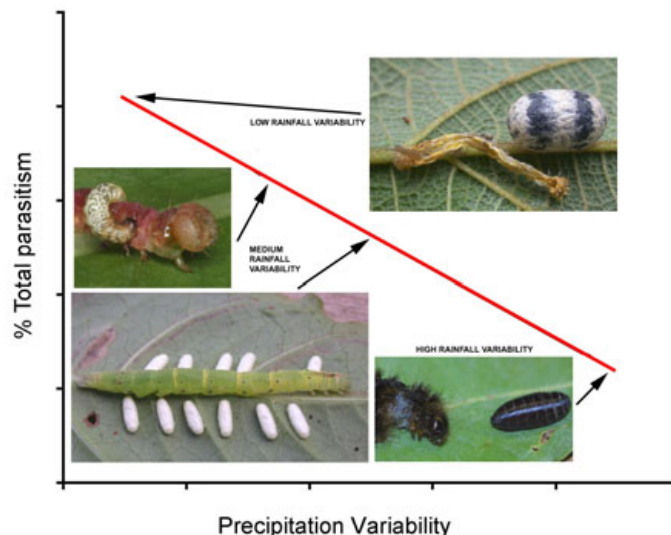 LOW RAINFALL VARIABILITY
% Total parasitism
MEDIUM
RAINFALL
VARIABILITY
HIGH RAINFALL VARIABILITY
Precipitation Variability